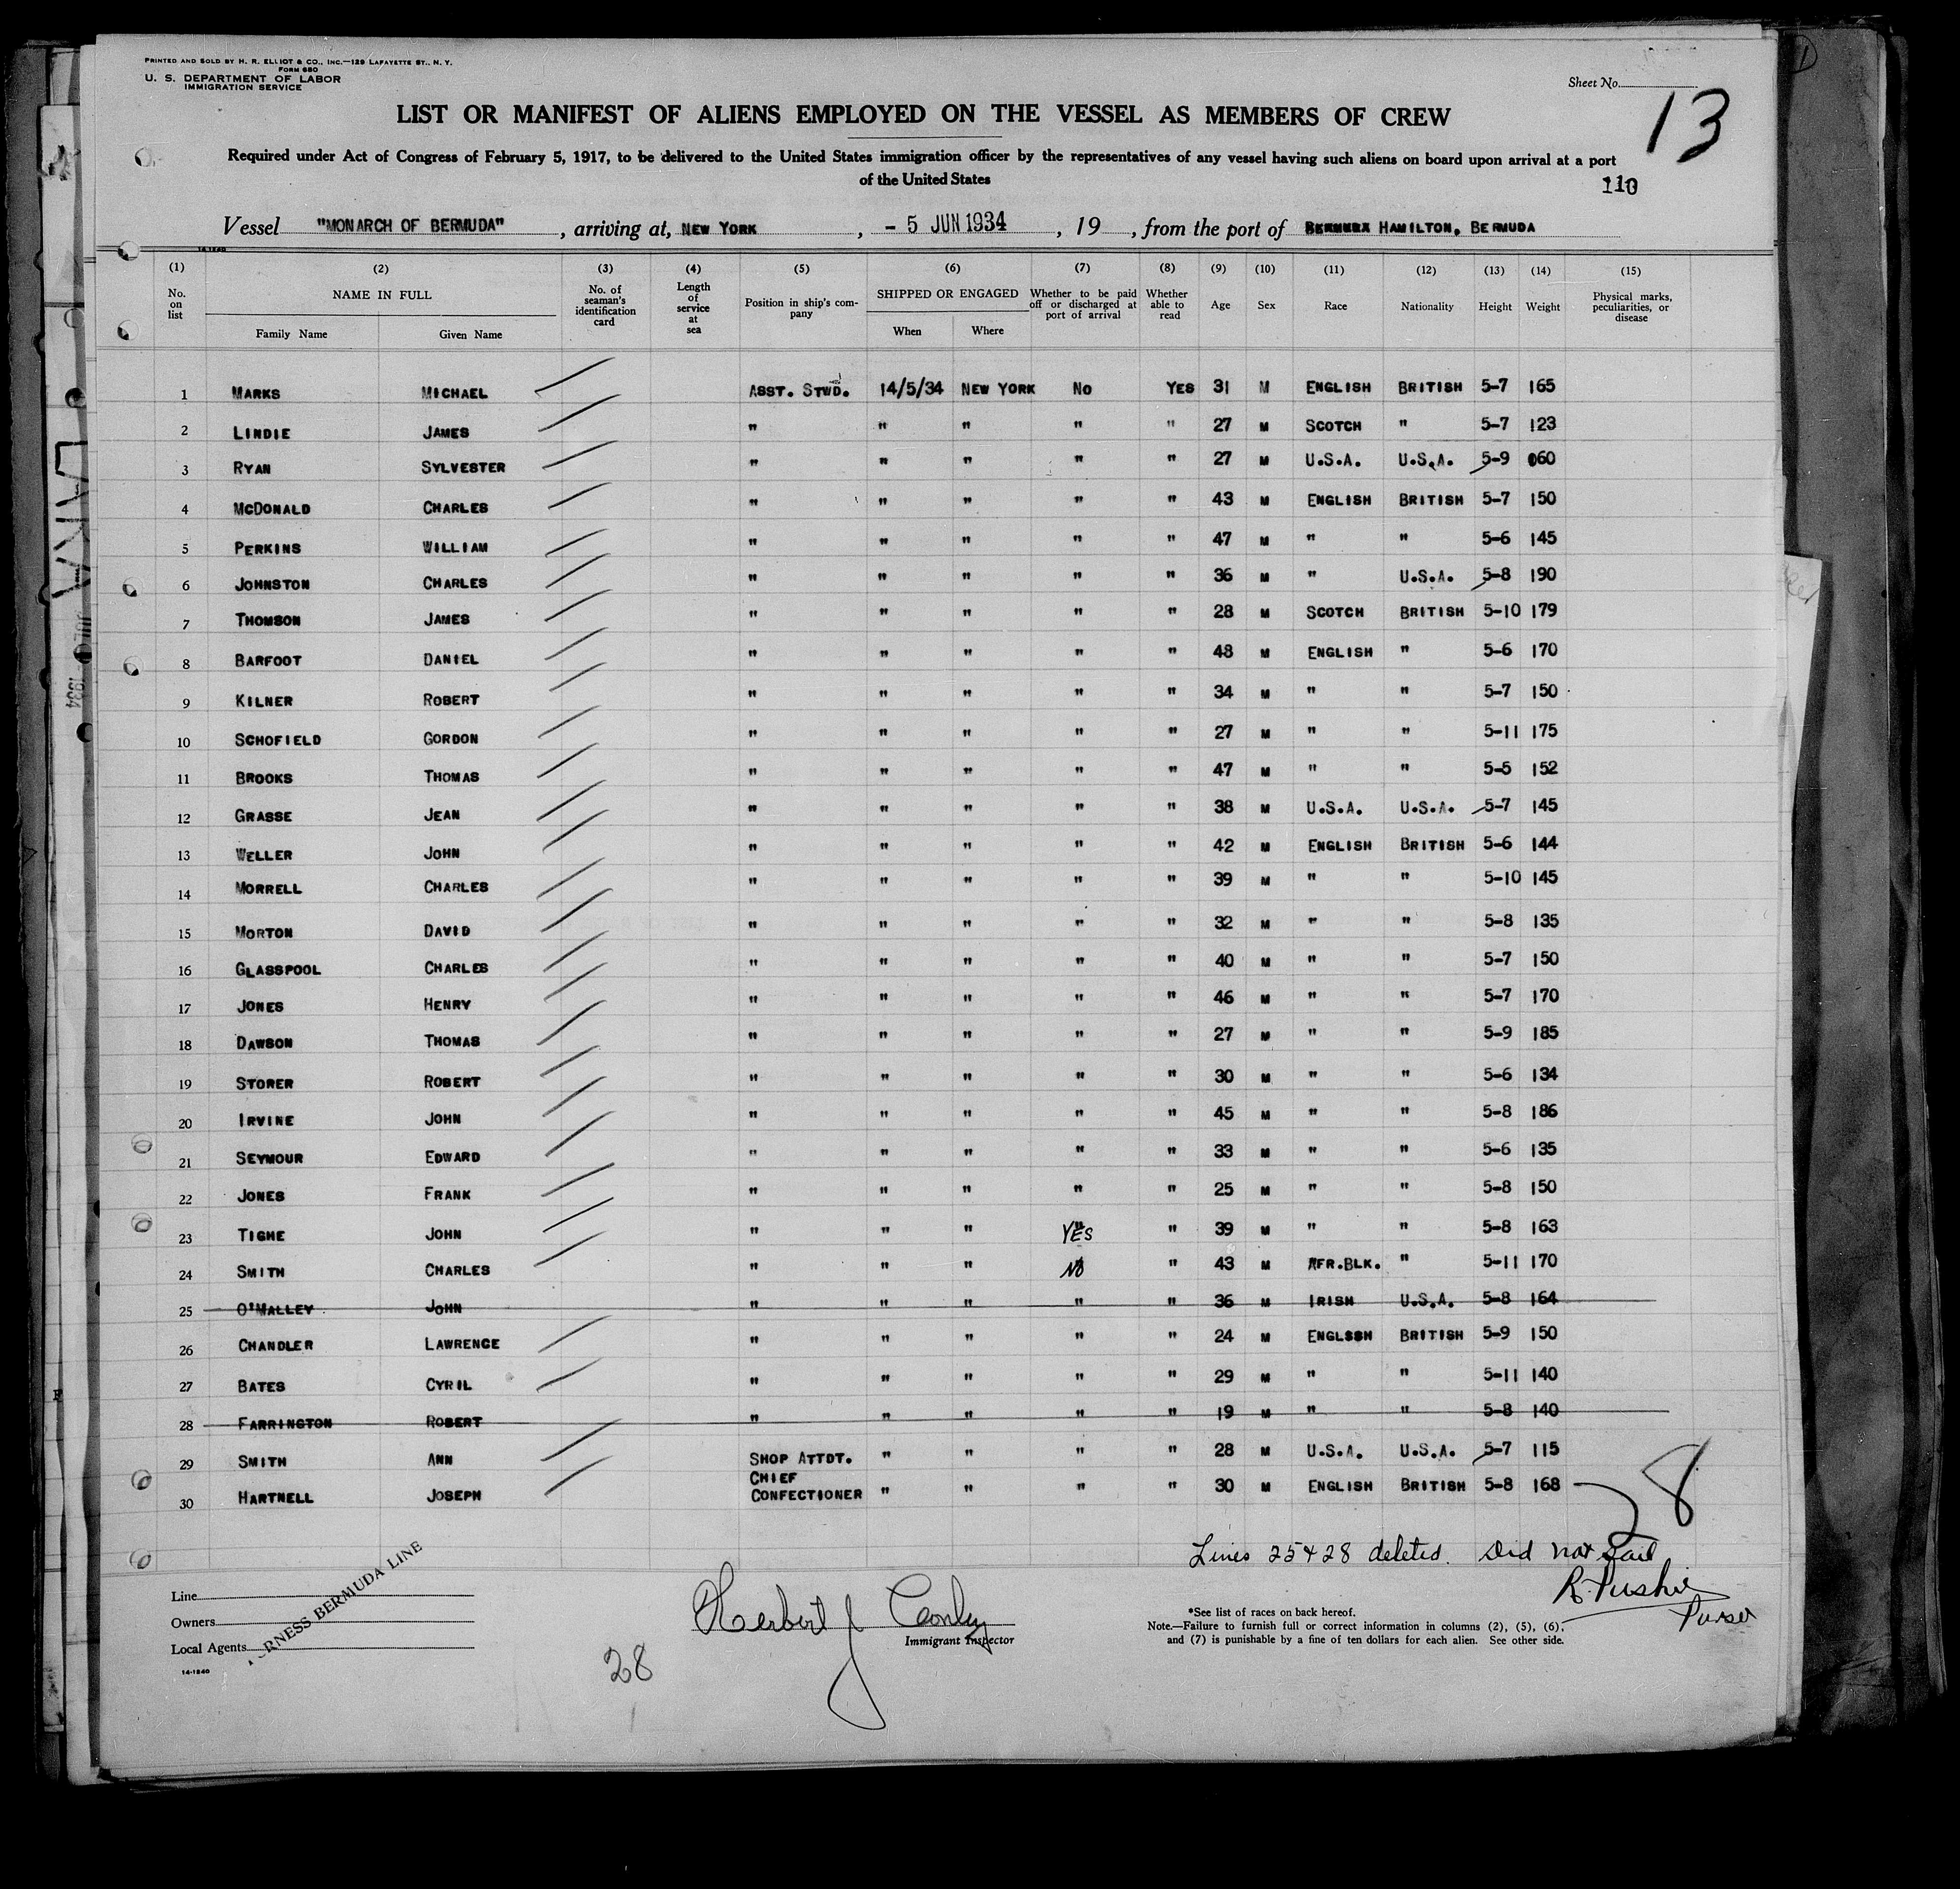 PRINTED AND SOLD BY H. R. ELLIOT & CO., INC.—129 LAFAYETTE ST., N. Y.
FORM 680
U. S. DEPARTMENT OF LABOR
IMMIGRATION SERVICE
Sheet No.
13
LIST OR MANIFEST OF ALIENS EMPLOYED ON THE VESSEL AS MEMBERS OF CREW
Required under Act of Congress of February 5, 1917, to be delivered to the United States immigration officer by the representatives of any vessel having such aliens on board upon arrival at a port
of the United States
110
Vessel "MONARCH OF BERMUDA", arriving at, NEW YORK, - 5 JUN 1934, 19, from the port of HAMILTON, BERMUDA
14-1240
(1) (2) (3) (4) (5) (6) (7) (8) (9) (10) (11) (12) (13) (14) (15)
No. on list NAME IN FULL Family Name Given Name No. of seaman's identification card Length of service at sea Position in ship's company SHIPPED OR ENGAGED When Where Whether to be paid off or discharged at port of arrival Whether able to read Age Sex Race Nationality Height Weight Physical marks, peculiarities, or disease
1 MARKS MICHAEL ASST. STWD. 14/5/34 NEW YORK NO YES 31 M ENGLISH BRITISH 5-7 165
2 LINDIE JAMES " " " " " 27 M SCOTCH " 5-7 123
3 RYAN SYLVESTER " " " " " 27 M U.S.A. U.S.A. 5-9 060
4 MCDONALD CHARLES " " " " " 43 M ENGLISH BRITISH 5-7 150
5 PERKINS WILLIAM " " " " " 47 M " " 5-6 145
6 JOHNSTON CHARLES " " " " " 36 M " U.S.A. 5-8 190
7 THOMSON JAMES " " " " " 28 M SCOTCH BRITISH 5-10 179
8 BARFOOT DANIEL " " " " " 48 M ENGLISH " 5-6 170
9 KILNER ROBERT " " " " " 34 M " " 5-7 150
10 SCHOFIELD GORDON " " " " " 27 M " " 5-11 175
11 BROOKS THOMAS " " " " " 47 M " " 5-5 152
12 GRASSE JEAN " " " " " 38 M U.S.A. U.S.A. 5-7 145
13 WELLER JOHN " " " " " 42 M ENGLISH BRITISH 5-6 144
14 MORRELL CHARLES " " " " " 39 M " " 5-10 145
15 MORTON DAVID " " " " " 32 M " " 5-8 135
16 GLASSPOOL CHARLES " " " " " 40 M " " 5-7 150
17 JONES HENRY " " " " " 46 M " " 5-7 170
18 DAWSON THOMAS " " " " " 27 M " " 5-9 185
19 STORER ROBERT " " " " " 30 M " " 5-6 134
20 IRVINE JOHN " " " " " 45 M " " 5-8 186
21 SEYMOUR EDWARD " " " " " 33 M " " 5-6 135
22 JONES FRANK " " " " " 25 M " " 5-8 150
23 TIGHE JOHN " " " YES " 39 M " " 5-8 163
24 SMITH CHARLES " " " NO " 43 M AFR.BLK. " 5-11 170
25 O'MALLEY JOHN " " " " " 36 M IRISH U.S.A. 5-8 164
26 CHANDLER LAWRENCE " " " " " 24 M ENGLSSH BRITISH 5-9 150
27 BATES CYRIL " " " " " 29 M " " 5-11 140
28 FARRINGTON ROBERT " " " " " 19 M " " 5-8 140
29 SMITH ANN SHOP ATTDT. " " " " 28 M U.S.A. U.S.A. 5-7 115
30 HARTNELL JOSEPH CHIEF CONFECTIONER " " " " 30 M ENGLISH BRITISH 5-8 168
8
Lines 25 + 28 deleted. Did not sail
Purser
Line
Owners
Local Agents
BERMUDA LINE
14-1240
28
Herbert J
Immigrant Inspector
*See list of races on back hereof.
Note.—Failure to furnish full or correct information in columns (2), (5), (6),
and (7) is punishable by a fine of ten dollars for each alien. See other side.